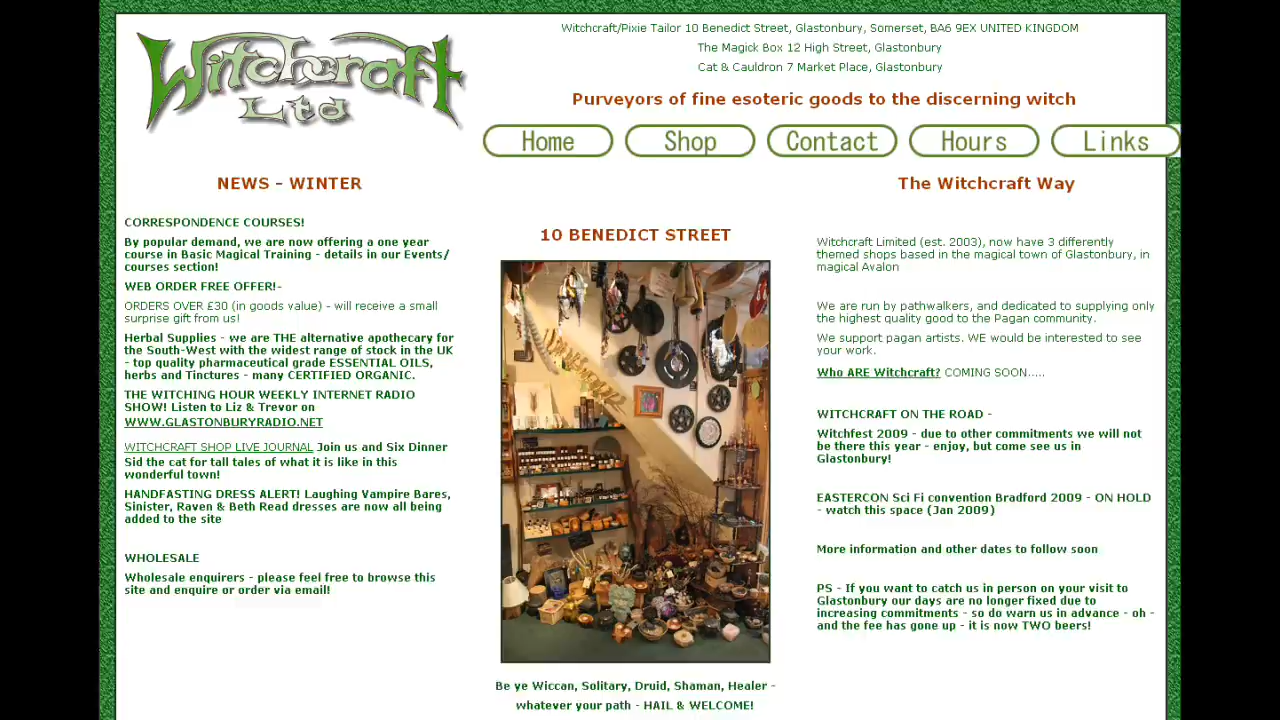 Witchcraft
Ltd
Witchcraft/Pixie Tailor 10 Benedict Street, Glastonbury, Somerset, BA6 9EX UNITED KINGDOM
The Magick Box 12 High Street, Glastonbury
Cat & Cauldron 7 Market Place, Glastonbury
Purveyors of fine esoteric goods to the discerning witch
Home Shop Contact Hours Links
NEWS - WINTER
CORRESPONDENCE COURSES!
By popular demand, we are now offering a one year
course in Basic Magical Training - details in our Events/
courses section!
WEB ORDER FREE OFFER!-
ORDERS OVER £30 (in goods value) - will receive a small
surprise gift from us!
Herbal Supplies - we are THE alternative apothecary for
the South-West with the widest range of stock in the UK
- top quality pharmaceutical grade ESSENTIAL OILS,
herbs and Tinctures - many CERTIFIED ORGANIC.
THE WITCHING HOUR WEEKLY INTERNET RADIO
SHOW! Listen to Liz & Trevor on
WWW.GLASTONBURYRADIO.NET
WITCHCRAFT SHOP LIVE JOURNAL Join us and Six Dinner
Sid the cat for tall tales of what it is like in this
wonderful town!
HANDFASTING DRESS ALERT! Laughing Vampire Bares,
Sinister, Raven & Beth Read dresses are now all being
added to the site
WHOLESALE
Wholesale enquirers - please feel free to browse this
site and enquire or order via email!
10 BENEDICT STREET
Be ye Wiccan, Solitary, Druid, Shaman, Healer -
whatever your path - HAIL & WELCOME!
The Witchcraft Way
Witchcraft Limited (est. 2003), now have 3 differently
themed shops based in the magical town of Glastonbury, in
magical Avalon
We are run by pathwalkers, and dedicated to supplying only
the highest quality good to the Pagan community.
We support pagan artists. WE would be interested to see
your work.
Who ARE Witchcraft? COMING SOON.....
WITCHCRAFT ON THE ROAD -
Witchfest 2009 - due to other commitments we will not
be there this year - enjoy, but come see us in
Glastonbury!
EASTERCON Sci Fi convention Bradford 2009 - ON HOLD
- watch this space (Jan 2009)
More information and other dates to follow soon
PS - If you want to catch us in person on your visit to
Glastonbury our days are no longer fixed due to
increasing commitments - so do warn us in advance - oh -
and the fee has gone up - it is now TWO beers!